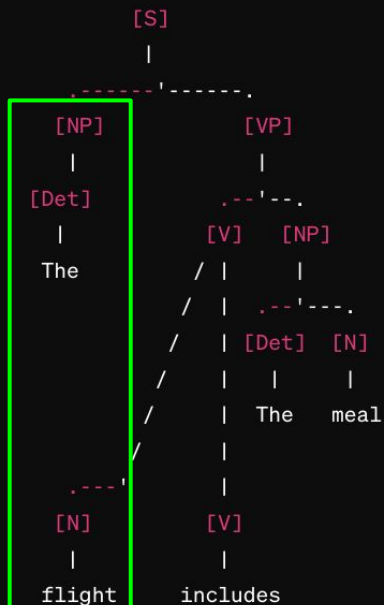 [S]
|
.------'------.
[NP] [VP]
| |
[Det] .--'--.
| [V] [NP]
The / | |
/ | .--'---.
/ | [Det] [N]
/ | | |
/ | The meal
/ |
.---' |
[N] [V]
| |
flight includes